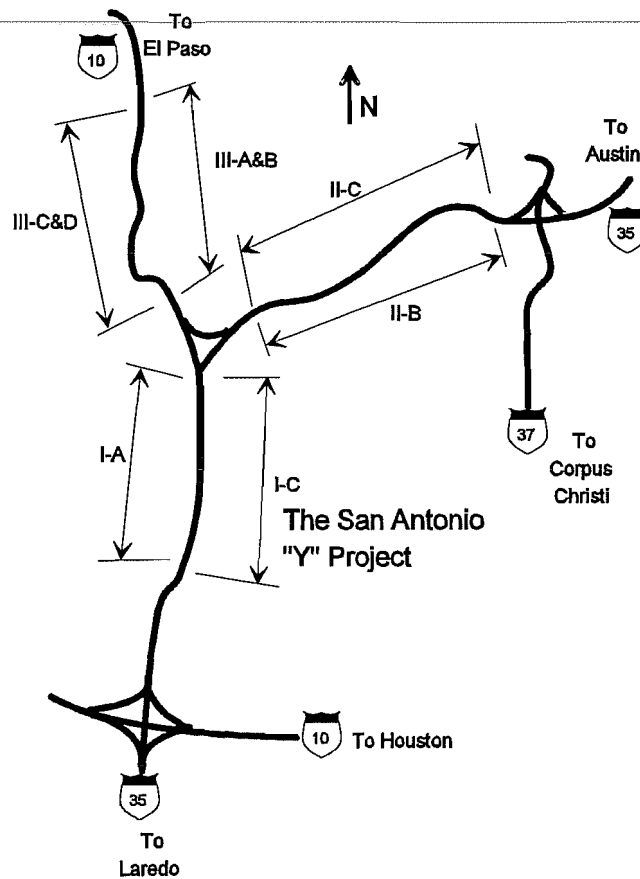 To
El Paso
10
N
III-A&B
To
Austin
II-C
35
III-C&D
II-B
I-A
37
To
Corpus
Christi
I-C
The San Antonio
"Y" Project
10
To Houston
35
To
Laredo